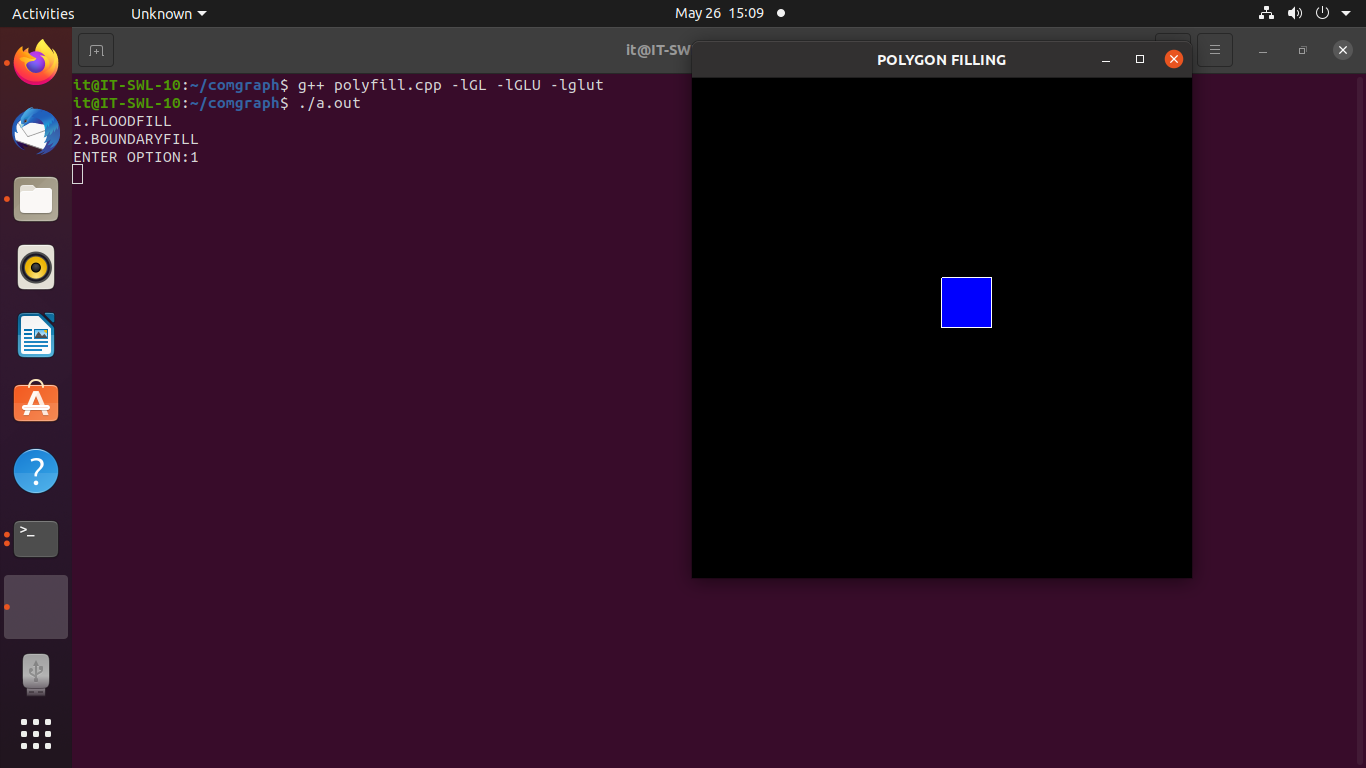 Activities Unknown May 26 15:09
it@IT-SW
POLYGON FILLING
it@IT-SWL-10:~/comgraph$ g++ polyfill.cpp -lGL -lGLU -lglut
it@IT-SWL-10:~/comgraph$ ./a.out
1.FLOODFILL
2.BOUNDARYFILL
ENTER OPTION:1